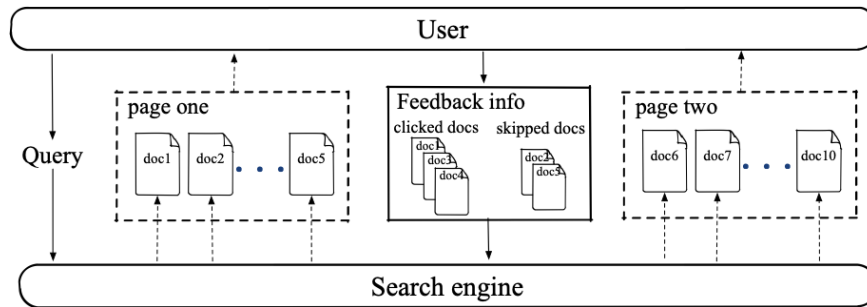 User
Query
page one
doc1 doc2 doc5
Feedback info
clicked docs skipped docs
doc1
doc3
doc4
doc2
doc5
page two
doc6 doc7 doc10
Search engine